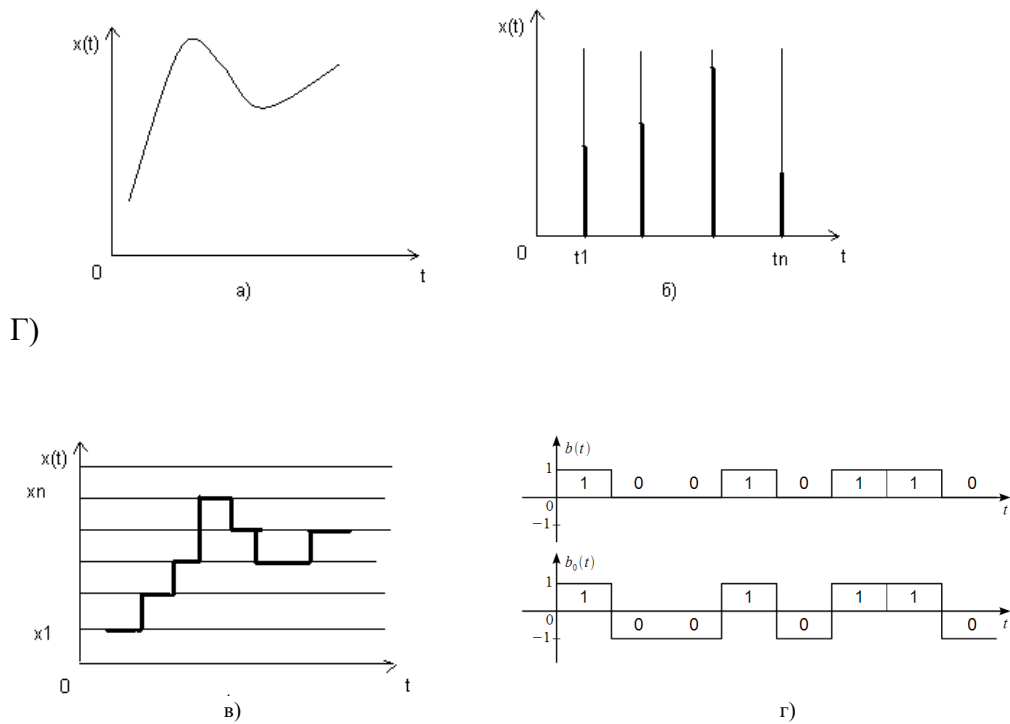 x(t)
0
t
а)
x(t)
0
t1
tn
t
б)
Г)
x(t)
xn
x1
0
t
в)
b(t)
1
1 0 0 1 0 1 1 0
0
−1
t
b₀(t)
1
1 1 1 1
0
−1
0 0 0 0
t
г)